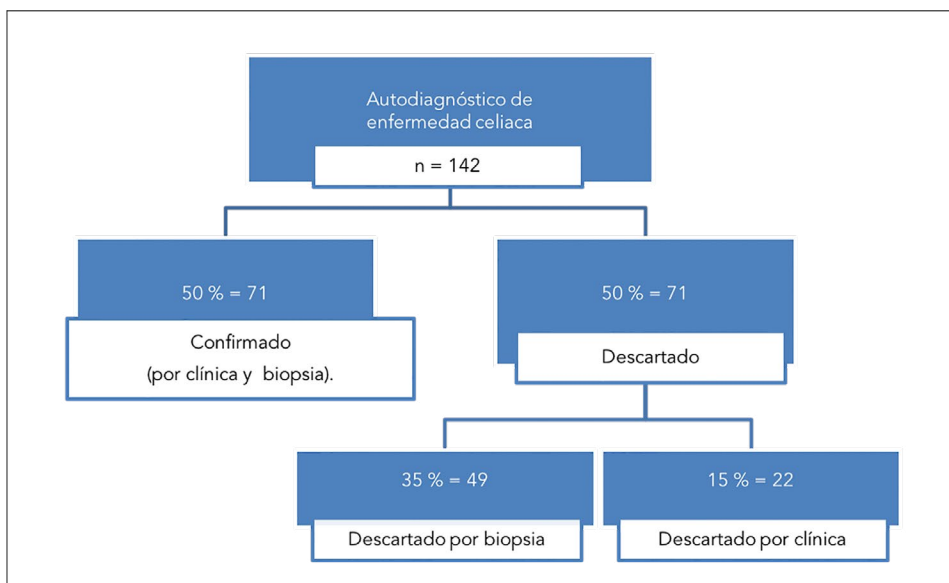 Autodiagnóstico de
enfermedad celiaca
n = 142
50 % = 71
Confirmado
(por clínica y biopsia).
50 % = 71
Descartado
35 % = 49
Descartado por biopsia
15 % = 22
Descartado por clínica